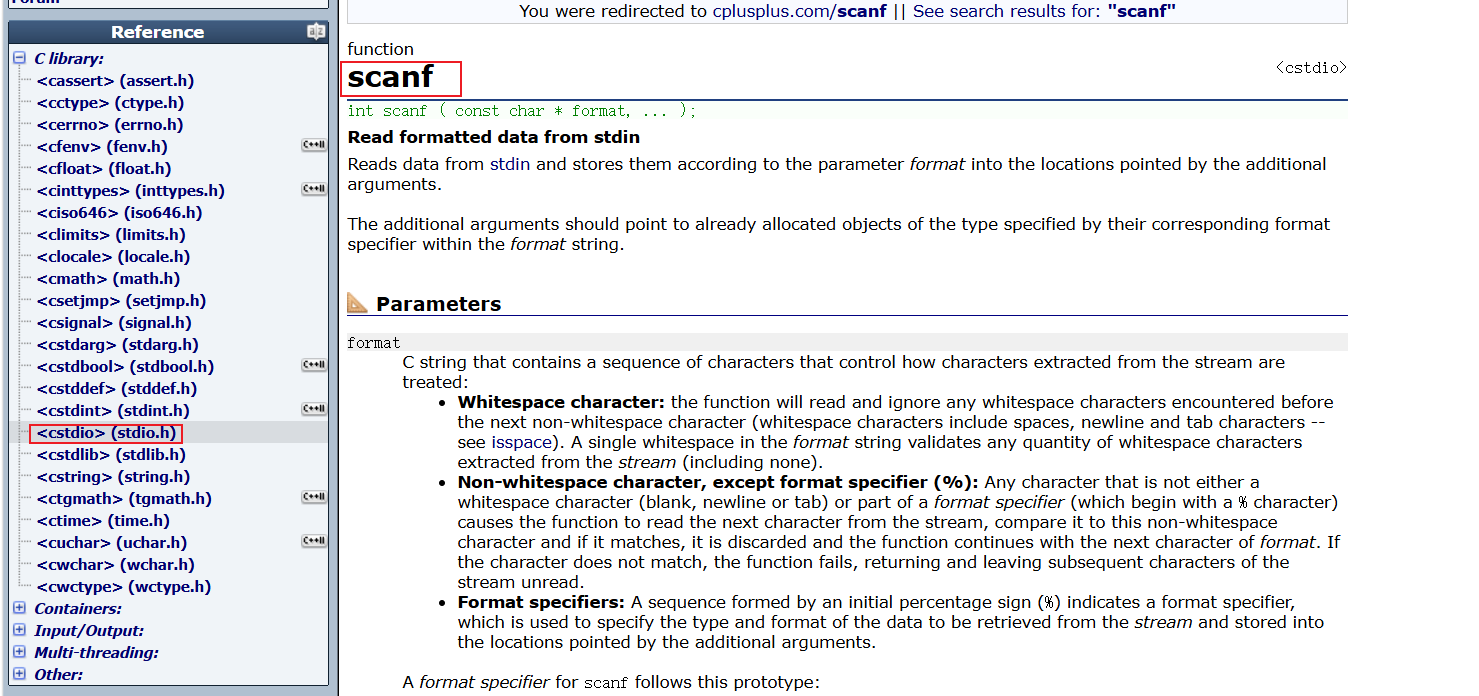 Reference
C library:
<cassert> (assert.h)
<cctype> (ctype.h)
<cerrno> (errno.h)
<cfenv> (fenv.h)
C++11
<cfloat> (float.h)
<cinttypes> (inttypes.h)
C++11
<ciso646> (iso646.h)
<climits> (limits.h)
<clocale> (locale.h)
<cmath> (math.h)
<csetjmp> (setjmp.h)
<csignal> (signal.h)
<cstdarg> (stdarg.h)
<cstdbool> (stdbool.h)
C++11
<cstddef> (stddef.h)
<cstdint> (stdint.h)
C++11
<cstdio> (stdio.h)
<cstdlib> (stdlib.h)
<cstring> (string.h)
<ctgmath> (tgmath.h)
C++11
<ctime> (time.h)
<cuchar> (uchar.h)
C++11
<cwchar> (wchar.h)
<cwctype> (wctype.h)
Containers:
Input/Output:
Multi-threading:
Other:
You were redirected to cplusplus.com/scanf || See search results for: "scanf"
function
scanf
<cstdio>
int scanf ( const char * format, ... );
Read formatted data from stdin
Reads data from stdin and stores them according to the parameter format into the locations pointed by the additional
arguments.
The additional arguments should point to already allocated objects of the type specified by their corresponding format
specifier within the format string.
Parameters
format
C string that contains a sequence of characters that control how characters extracted from the stream are
treated:
• Whitespace character: the function will read and ignore any whitespace characters encountered before
the next non-whitespace character (whitespace characters include spaces, newline and tab characters --
see isspace). A single whitespace in the format string validates any quantity of whitespace characters
extracted from the stream (including none).
• Non-whitespace character, except format specifier (%): Any character that is not either a
whitespace character (blank, newline or tab) or part of a format specifier (which begin with a % character)
causes the function to read the next character from the stream, compare it to this non-whitespace
character and if it matches, it is discarded and the function continues with the next character of format. If
the character does not match, the function fails, returning and leaving subsequent characters of the
stream unread.
• Format specifiers: A sequence formed by an initial percentage sign (%) indicates a format specifier,
which is used to specify the type and format of the data to be retrieved from the stream and stored into
the locations pointed by the additional arguments.
A format specifier for scanf follows this prototype: